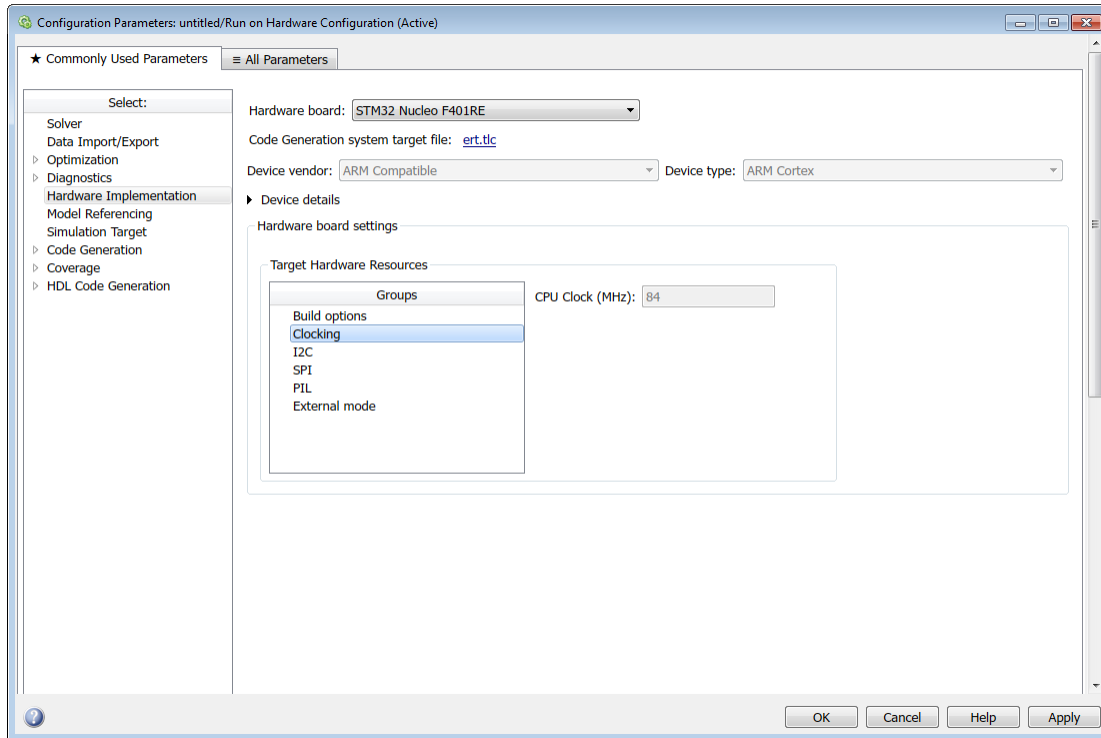 Configuration Parameters: untitled/Run on Hardware Configuration (Active)
★ Commonly Used Parameters
≡ All Parameters
Select:
Solver
Data Import/Export
Optimization
Diagnostics
Hardware Implementation
Model Referencing
Simulation Target
Code Generation
Coverage
HDL Code Generation
Hardware board: STM32 Nucleo F401RE
Code Generation system target file: ert.tlc
Device vendor: ARM Compatible Device type: ARM Cortex
Device details
Hardware board settings
Target Hardware Resources
Groups
Build options
Clocking
I2C
SPI
PIL
External mode
CPU Clock (MHz): 84
OK Cancel Help Apply